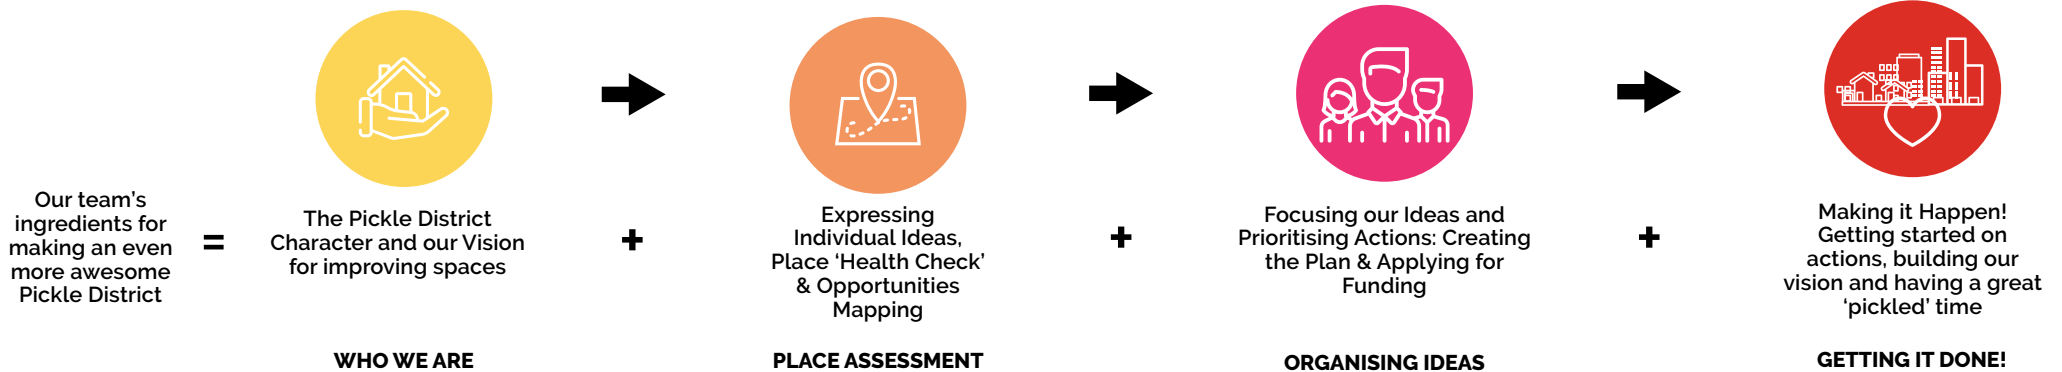 Our team's
ingredients for
making an even
more awesome
Pickle District
=
The Pickle District
Character and our Vision
for improving spaces
WHO WE ARE
+
Expressing
Individual Ideas,
Place ‘Health Check’
& Opportunities
Mapping
PLACE ASSESSMENT
+
Focusing our Ideas and
Prioritising Actions: Creating
the Plan & Applying for
Funding
ORGANISING IDEAS
+
Making it Happen!
Getting started on
actions, building our
vision and having a great
‘pickled’ time
GETTING IT DONE!